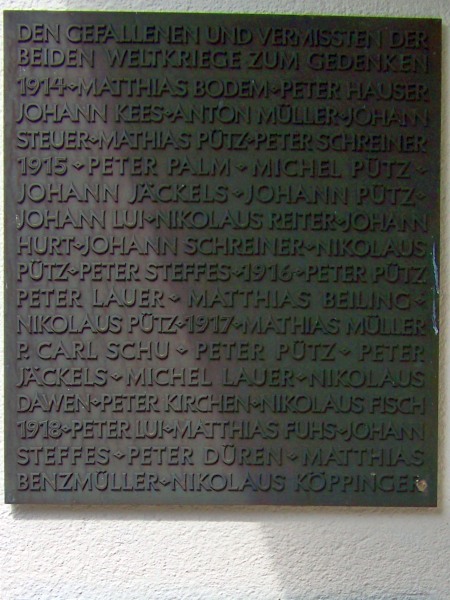 DEN GEFALLENEN UND VERMISSTEN DER
BEIDEN WELTKRIEGE ZUM GEDENKEN
1914 ⬥ MATTHIAS BODEM ⬥ PETER HAUSER
JOHANN KEES ⬥ ANTON MÜLLER ⬥ JOHANN
STEUER ⬥ MATHIAS PÜTZ ⬥ PETER SCHREINER
1915 ⬥ PETER PALM ⬥ MICHEL PÜTZ ⬥
JOHANN JÄCKELS ⬥ JOHANN PÜTZ ⬥
JOHANN LUI ⬥ NIKOLAUS REITER ⬥ JOHANN
HURT ⬥ JOHANN SCHREINER ⬥ NIKOLAUS
PÜTZ ⬥ PETER STEFFES ⬥ 1916 ⬥ PETER PÜTZ
PETER LAUER ⬥ MATTHIAS BEILING ⬥
NIKOLAUS PÜTZ ⬥ 1917 ⬥ MATHIAS MÜLLER
P. CARL SCHU ⬥ PETER PÜTZ ⬥ PETER
JÄCKELS ⬥ MICHEL LAUER ⬥ NIKOLAUS
DAWEN ⬥ PETER KIRCHEN ⬥ NIKOLAUS FISCH
1918 ⬥ PETER LUI ⬥ MATTHIAS FUHS ⬥ JOHANN
STEFFES ⬥ PETER DÜREN ⬥ MATTHIAS
BENZMÜLLER ⬥ NIKOLAUS KÖPPINGER